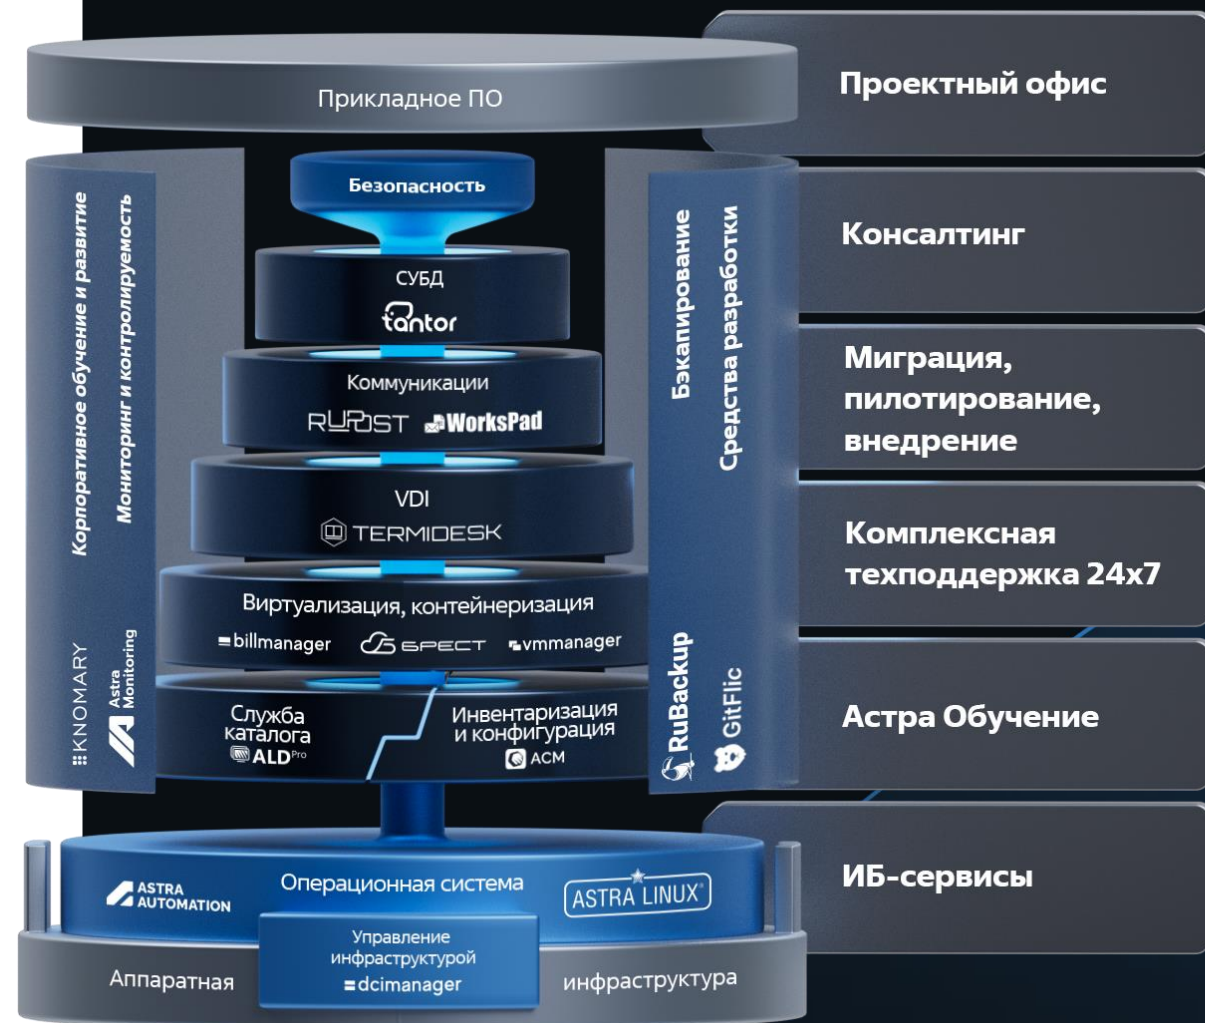 Прикладное ПО
Безопасность
СУБД
tantor
Коммуникации
RUPOST WorksPad
VDI
TERMIDESK
Виртуализация, контейнеризация
billmanager SPECT vmmanager
Служба
каталога
ALD Pro
Инвентаризация
и конфигурация
ACM
Корпоративное обучение и развитие
Мониторинг и контролируемость
KNOMARY
Astra
Monitoring
Бэкапирование
Средства разработки
RuBackup
GitFlic
Операционная система
ASTRA
AUTOMATION
ASTRA LINUX®
Управление
инфраструктурой
dcimanager
Аппаратная инфраструктура
Проектный офис
Консалтинг
Миграция,
пилотирование,
внедрение
Комплексная
техподдержка 24x7
Астра Обучение
ИБ-сервисы